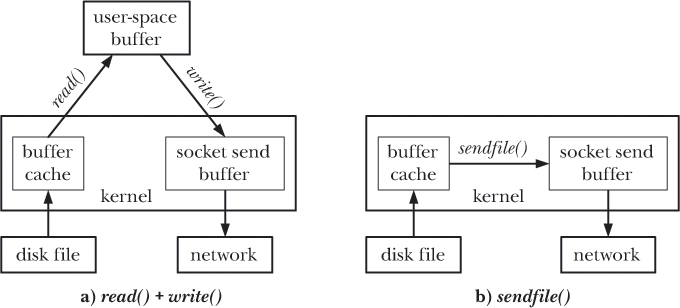 user-space
buffer
read()
write()
buffer
cache
socket send
buffer
kernel
disk file
network
a) read() + write()
buffer
cache
sendfile()
socket send
buffer
kernel
disk file
network
b) sendfile()